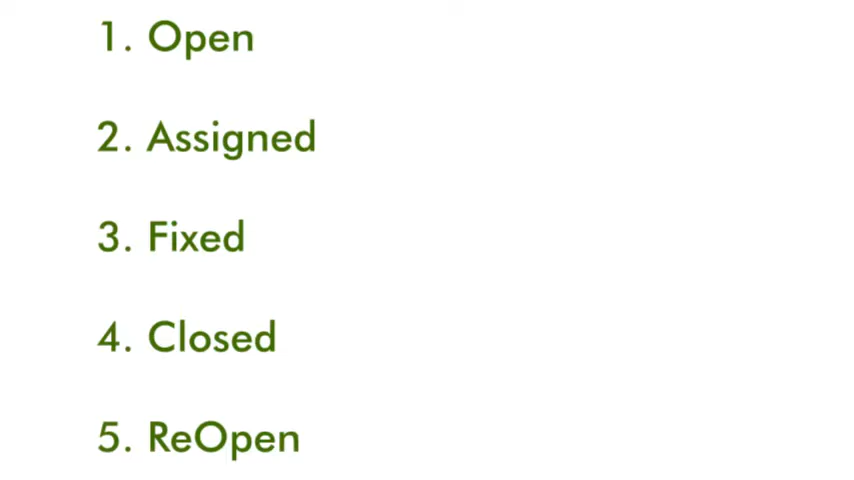 1. Open
2. Assigned
3. Fixed
4. Closed
5. ReOpen